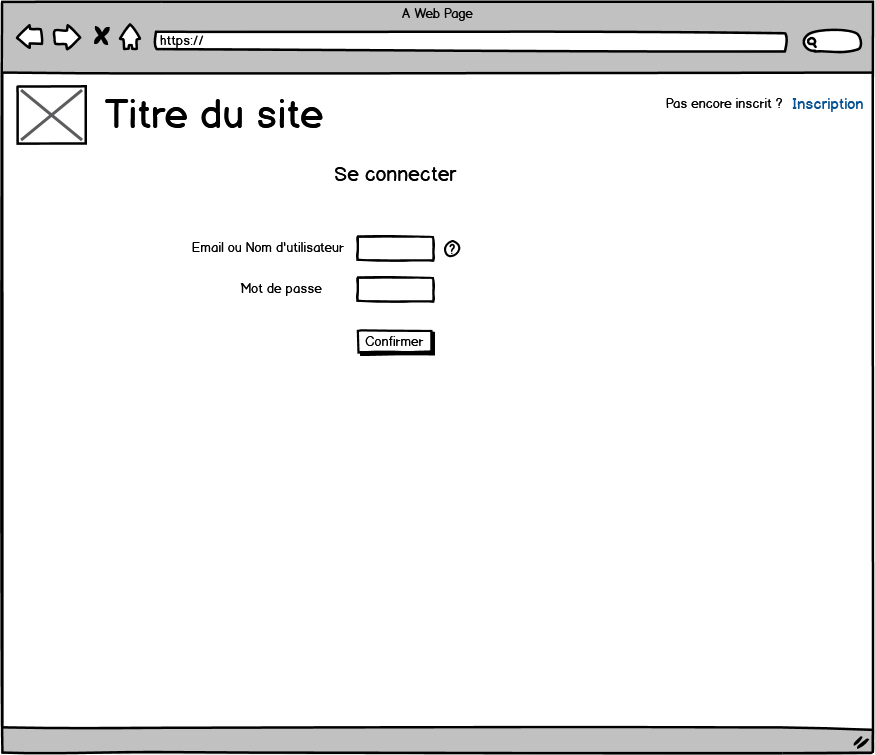 A Web Page
https://
Titre du site
Pas encore inscrit ? Inscription
Se connecter
Email ou Nom d'utilisateur
?
Mot de passe
Confirmer